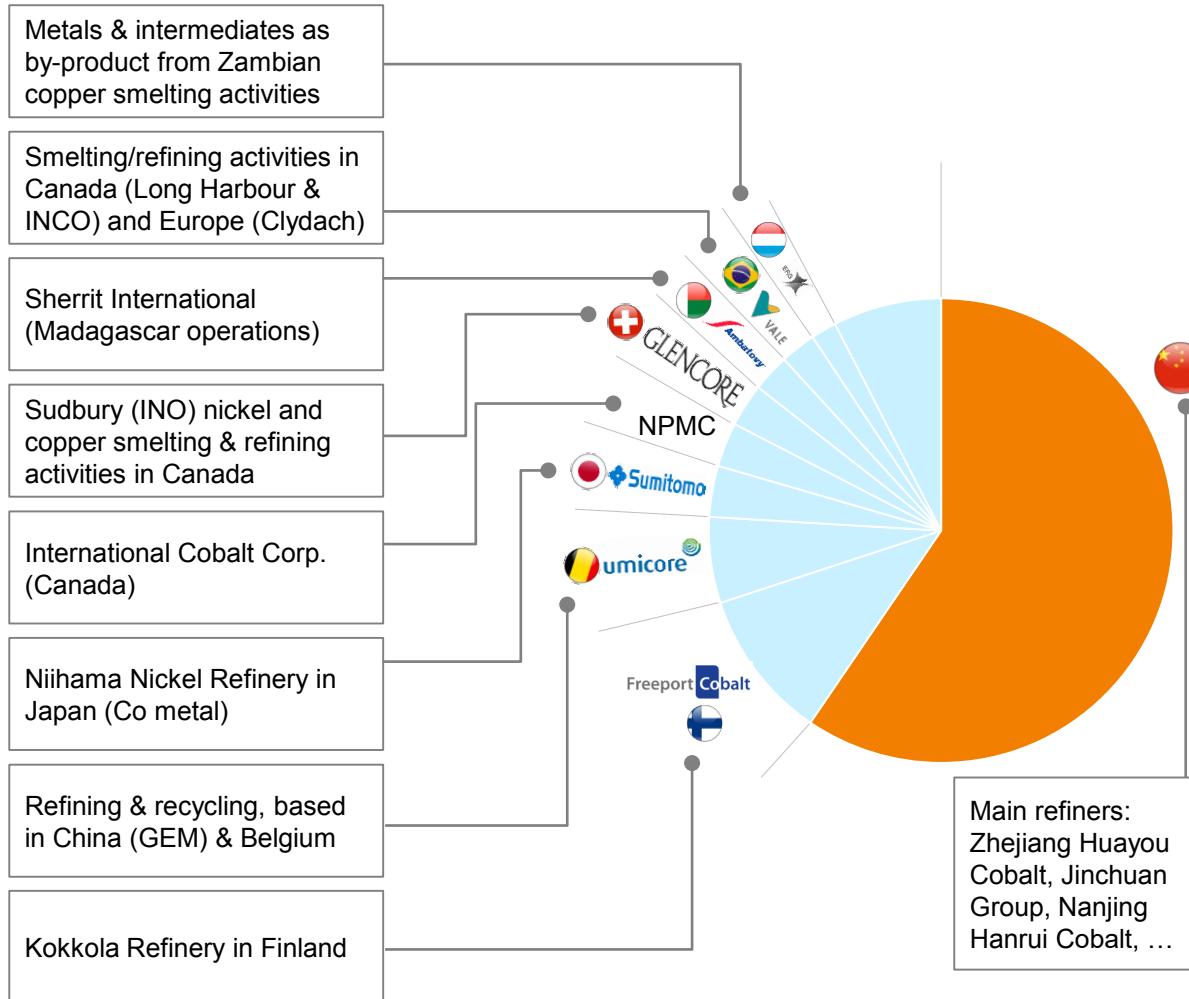 Metals & intermediates as
by-product from Zambian
copper smelting activities
Smelting/refining activities in
Canada (Long Harbour &
INCO) and Europe (Clydach)
Sherrit International
(Madagascar operations)
Sudbury (INO) nickel and
copper smelting & refining
activities in Canada
International Cobalt Corp.
(Canada)
Niihama Nickel Refinery in
Japan (Co metal)
Refining & recycling, based
in China (GEM) & Belgium
Kokkola Refinery in Finland
ERG
VALE
Ambatovy
GLENCORE
NPMC
Sumitomo
umicore
Freeport Cobalt
Main refiners:
Zhejiang Huayou
Cobalt, Jinchuan
Group, Nanjing
Hanrui Cobalt, …